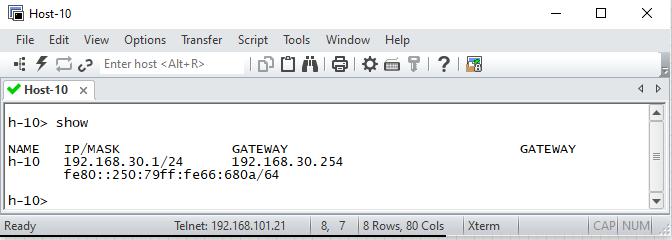 Host-10
File Edit View Options Transfer Script Tools Window Help
Enter host <Alt+R>
Host-10
h-10> show
NAME IP/MASK GATEWAY GATEWAY
h-10 192.168.30.1/24 192.168.30.254
fe80::250:79ff:fe66:680a/64
h-10>
Ready Telnet: 192.168.101.21 8, 7 8 Rows, 80 Cols Xterm CAP NUM